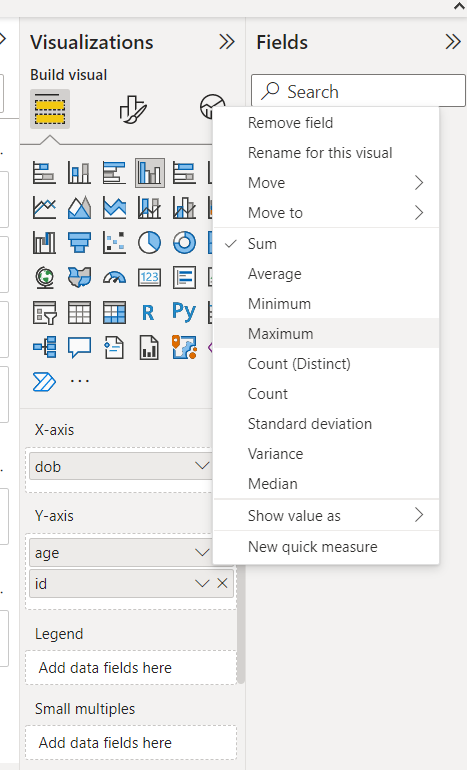 Visualizations
Fields
Build visual
Search
Remove field
Rename for this visual
Move
Move to
Sum
Average
Minimum
Maximum
Count (Distinct)
Count
Standard deviation
Variance
Median
Show value as
New quick measure
123
R
Py
...
X-axis
dob
Y-axis
age
id
Legend
Add data fields here
Small multiples
Add data fields here